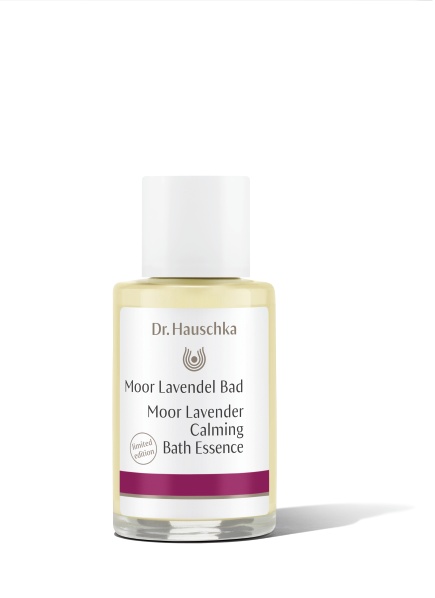 Dr. Hauschka
Moor Lavendel Bad
Moor Lavender
Calming
Bath Essence
limited
edition